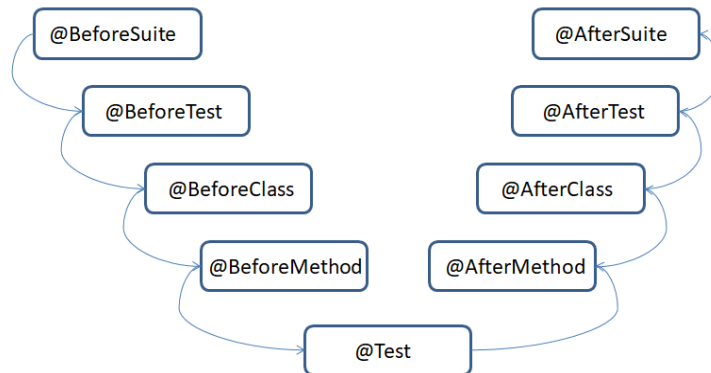 @BeforeSuite
@AfterSuite
@BeforeTest
@AfterTest
@BeforeClass
@AfterClass
@BeforeMethod
@AfterMethod
@Test